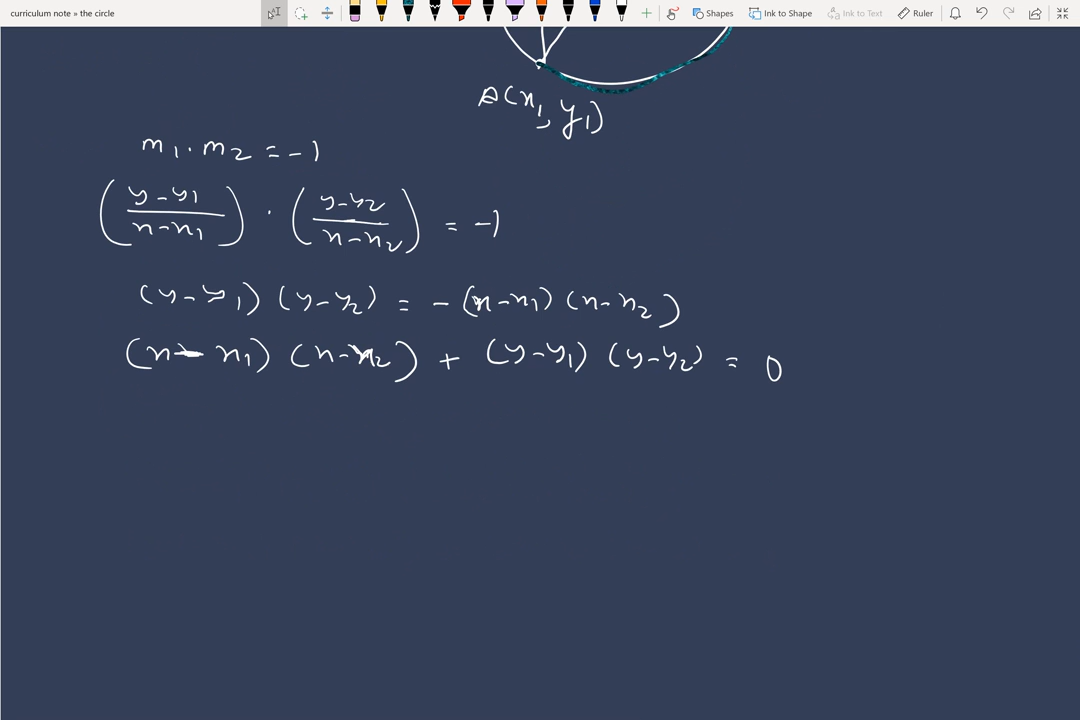 curriculum note » the circle Shapes Ink to Shape Ink to Text Ruler
A(x₁, y₁)
m₁ · m₂ = -1
((y - y₁)/(x - x₁)) · ((y - y₂)/(x - x₂)) = -1
(y - y₁) (y - y₂) = - (x - x₁) (x - x₂)
(x - x₁) (x - x₂) + (y - y₁) (y - y₂) = 0